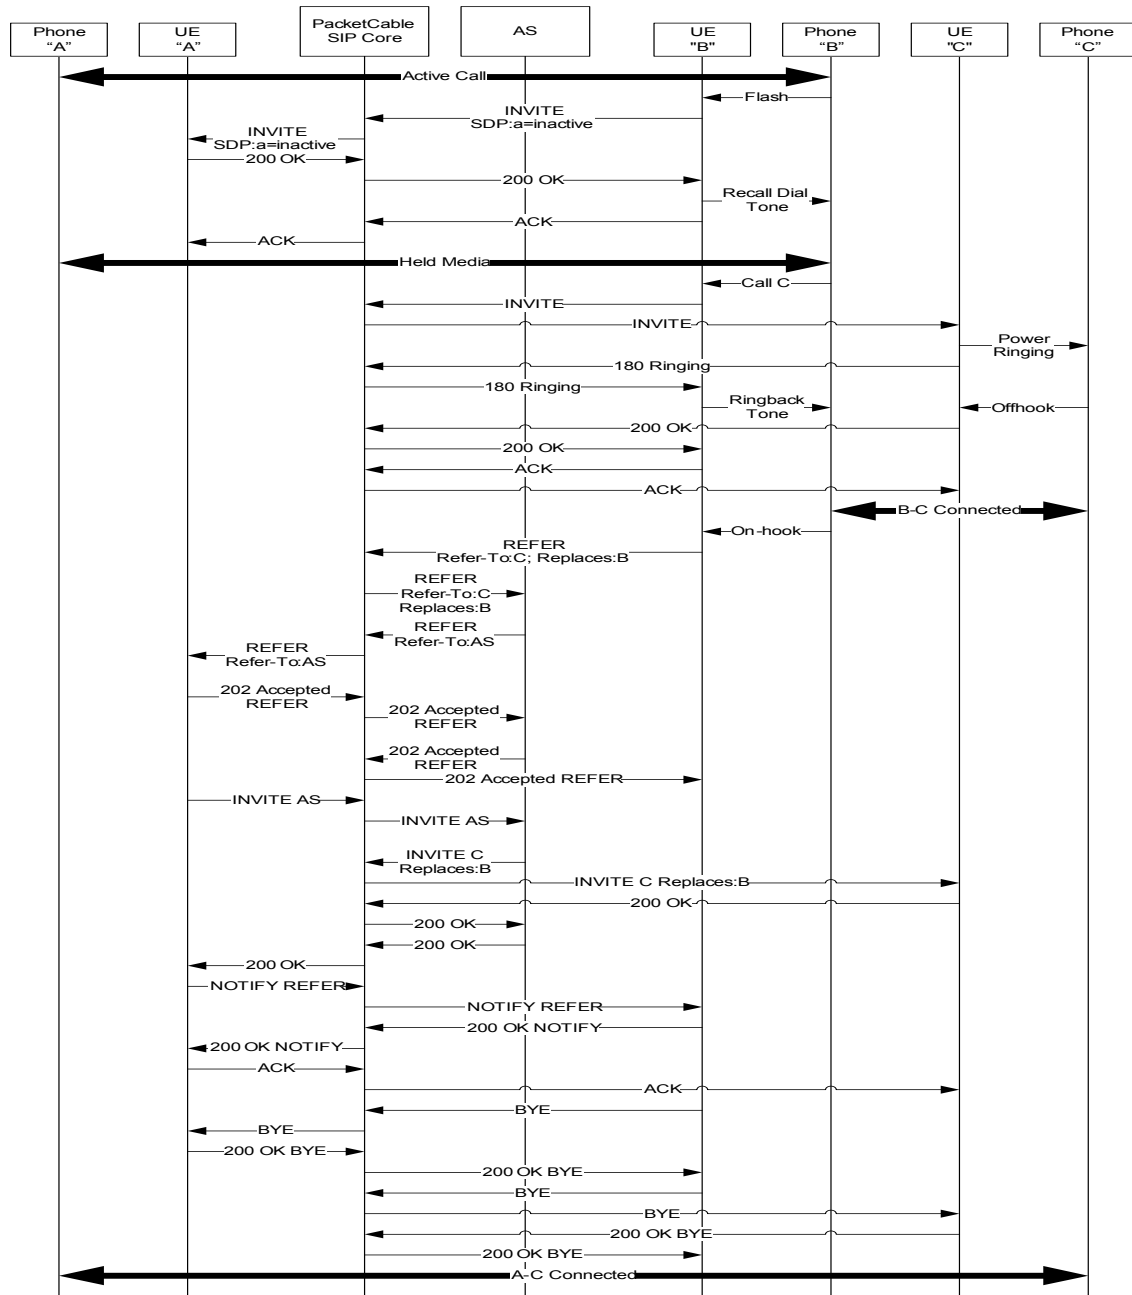 Phone
“A”
UE
“A”
PacketCable
SIP Core
AS
UE
"B"
Phone
“B”
UE
"C"
Phone
“C”
Active Call
Flash
INVITE
SDP:a=inactive
INVITE
SDP:a=inactive
200 OK
200 OK
Recall Dial
Tone
ACK
ACK
Held Media
Call C
INVITE
INVITE
Power
Ringing
180 Ringing
180 Ringing
Ringback
Tone
Offhook
200 OK
200 OK
ACK
ACK
B-C Connected
On-hook
REFER
Refer-To:C; Replaces:B
REFER
Refer-To:C
Replaces:B
REFER
Refer-To:AS
REFER
Refer-To:AS
202 Accepted
REFER
202 Accepted
REFER
202 Accepted
REFER
202 Accepted REFER
INVITE AS
INVITE AS
INVITE C
Replaces:B
INVITE C Replaces:B
200 OK
200 OK
200 OK
200 OK
NOTIFY REFER
NOTIFY REFER
200 OK NOTIFY
200 OK NOTIFY
ACK
ACK
BYE
BYE
200 OK BYE
200 OK BYE
BYE
BYE
200 OK BYE
200 OK BYE
A-C Connected